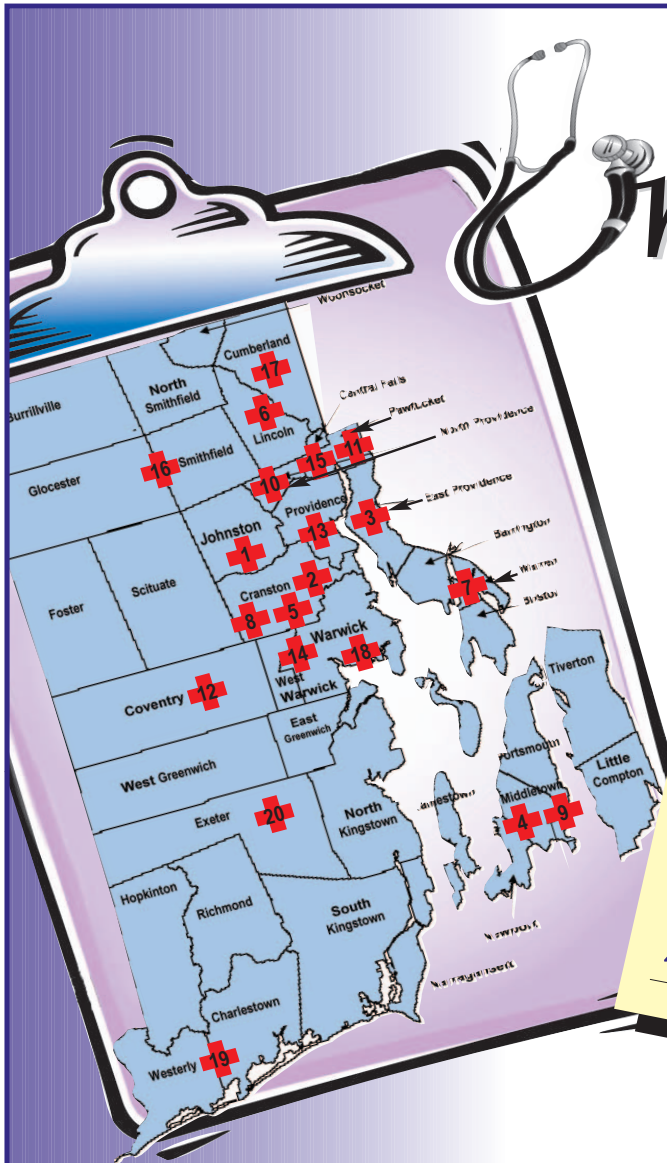 Woonsocket
Cumberland
17
North
Smithfield
Burrillville
Central Falls
Pawtucket
6
Lincoln
North Providence
16
Smithfield
15
11
Glocester
10
Providence
East Providence
Johnston
3
13
1
Barrington
Scituate
Foster
2
Cranston
Warren
7
5
8
Bristol
Warwick
14
18
West
Warwick
Tiverton
Coventry
12
East
Greenwich
Portsmouth
West Greenwich
Little
Compton
Exeter
20
North
Kingstown
Jamestown
Middletown
4
9
Hopkinton
Richmond
South
Kingstown
Newport
Narragansett
Charlestown
Westerly
19